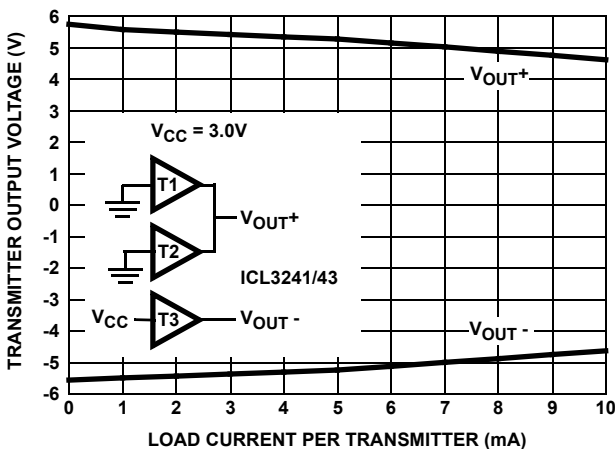 TRANSMITTER OUTPUT VOLTAGE (V)
6
5
4
3
2
1
0
-1
-2
-3
-4
-5
-6
VOUT+
VCC = 3.0V
T1
VOUT+
T2
ICL3241/43
VCC
T3
VOUT -
VOUT -
0 1 2 3 4 5 6 7 8 9 10
LOAD CURRENT PER TRANSMITTER (mA)